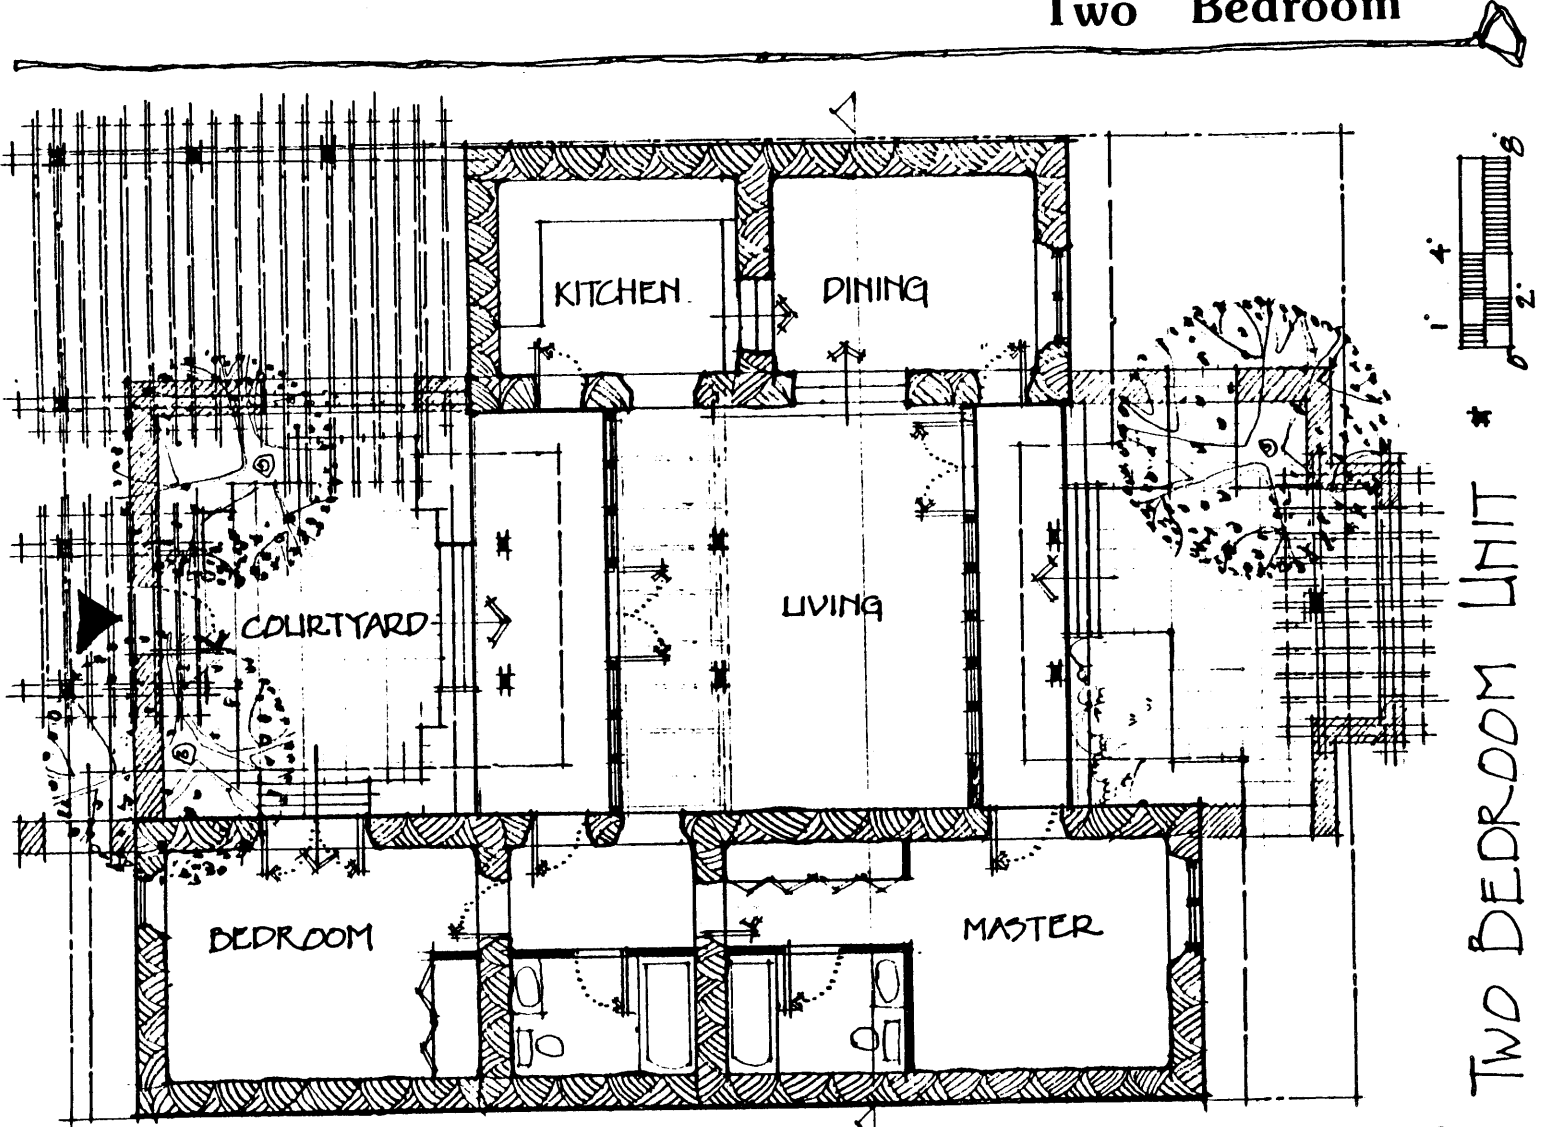 Two Bedroom
8'
4'
1'
2'
0
KITCHEN
DINING
COURTYARD
LIVING
BEDROOM
MASTER
TWO BEDROOM UNIT *